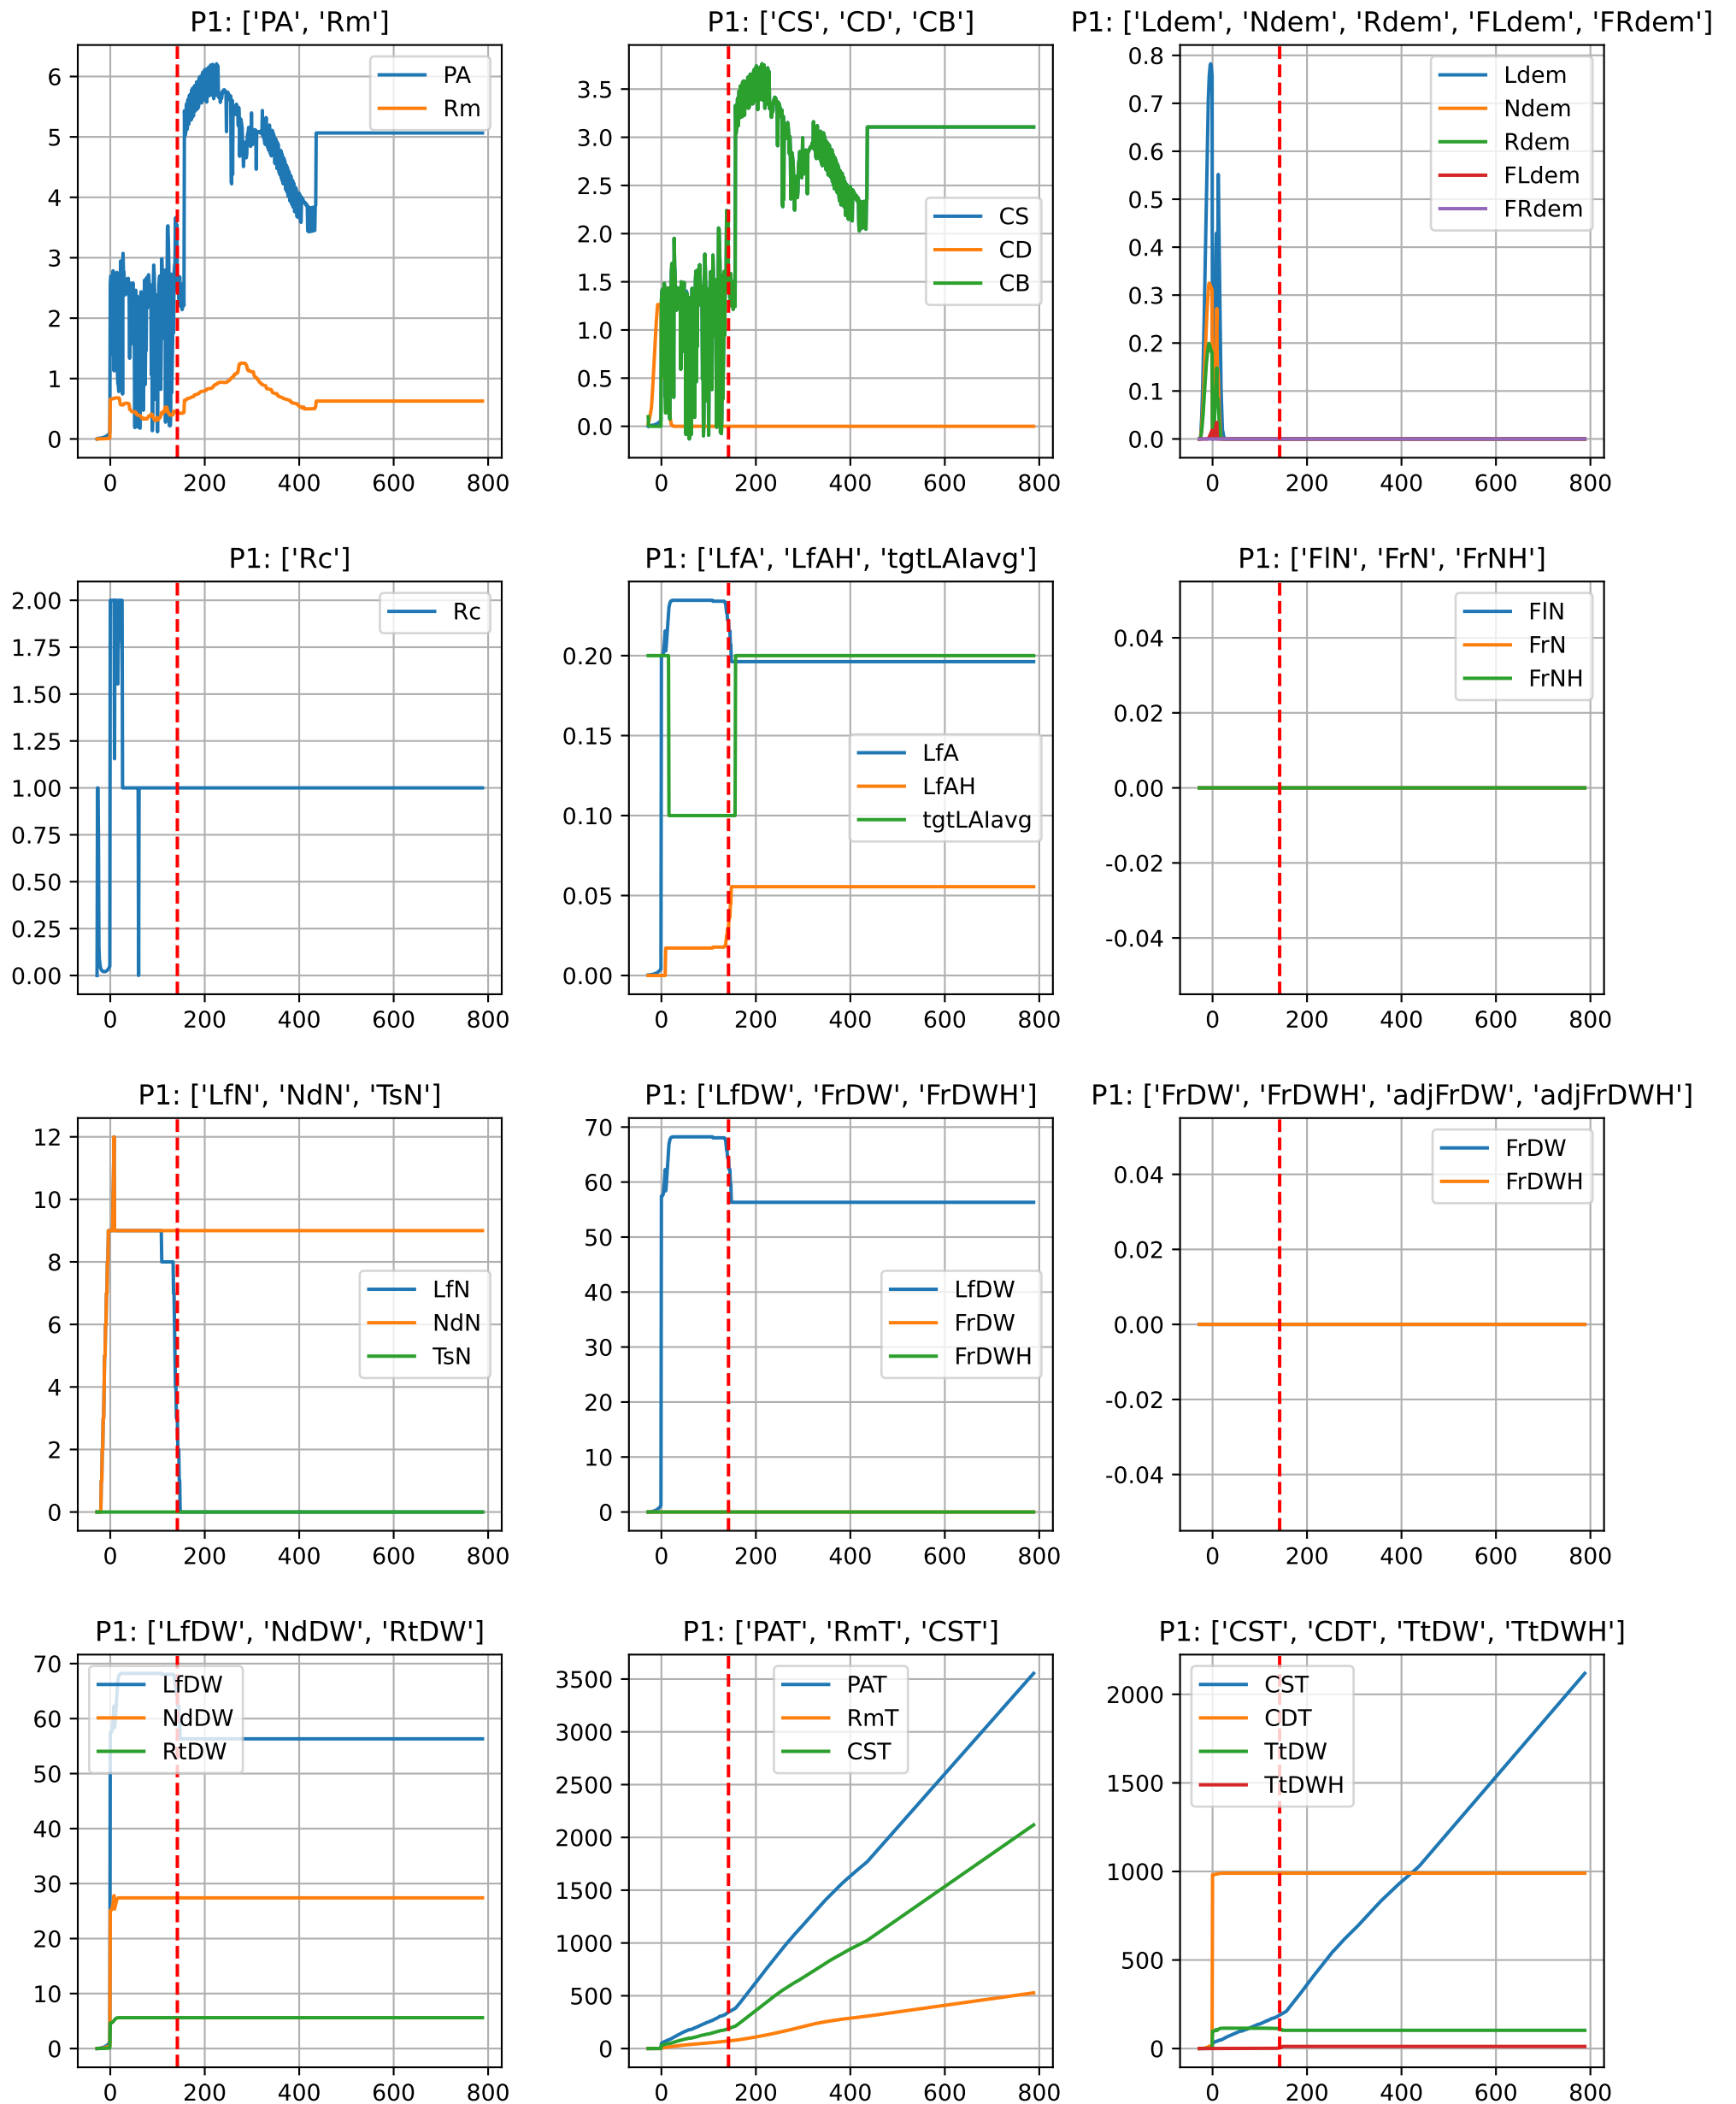 P1: ['PA', 'Rm']
6
5
4
3
2
1
0
PA
Rm
0 200 400 600 800
P1: ['CS', 'CD', 'CB']
3.5
3.0
2.5
2.0
1.5
1.0
0.5
0.0
CS
CD
CB
0 200 400 600 800
P1: ['Ldem', 'Ndem', 'Rdem', 'FLdem', 'FRdem']
0.8
0.7
0.6
0.5
0.4
0.3
0.2
0.1
0.0
Ldem
Ndem
Rdem
FLdem
FRdem
0 200 400 600 800
P1: ['Rc']
2.00
1.75
1.50
1.25
1.00
0.75
0.50
0.25
0.00
Rc
0 200 400 600 800
P1: ['LfA', 'LfAH', 'tgtLAIavg']
0.20
0.15
0.10
0.05
0.00
LfA
LfAH
tgtLAIavg
0 200 400 600 800
P1: ['FlN', 'FrN', 'FrNH']
0.04
0.02
0.00
-0.02
-0.04
FlN
FrN
FrNH
0 200 400 600 800
P1: ['LfN', 'NdN', 'TsN']
12
10
8
6
4
2
0
LfN
NdN
TsN
0 200 400 600 800
P1: ['LfDW', 'FrDW', 'FrDWH']
70
60
50
40
30
20
10
0
LfDW
FrDW
FrDWH
0 200 400 600 800
P1: ['FrDW', 'FrDWH', 'adjFrDW', 'adjFrDWH']
0.04
0.02
0.00
-0.02
-0.04
FrDW
FrDWH
0 200 400 600 800
P1: ['LfDW', 'NdDW', 'RtDW']
70
60
50
40
30
20
10
0
LfDW
NdDW
RtDW
0 200 400 600 800
P1: ['PAT', 'RmT', 'CST']
3500
3000
2500
2000
1500
1000
500
0
PAT
RmT
CST
0 200 400 600 800
P1: ['CST', 'CDT', 'TtDW', 'TtDWH']
2000
1500
1000
500
0
CST
CDT
TtDW
TtDWH
0 200 400 600 800